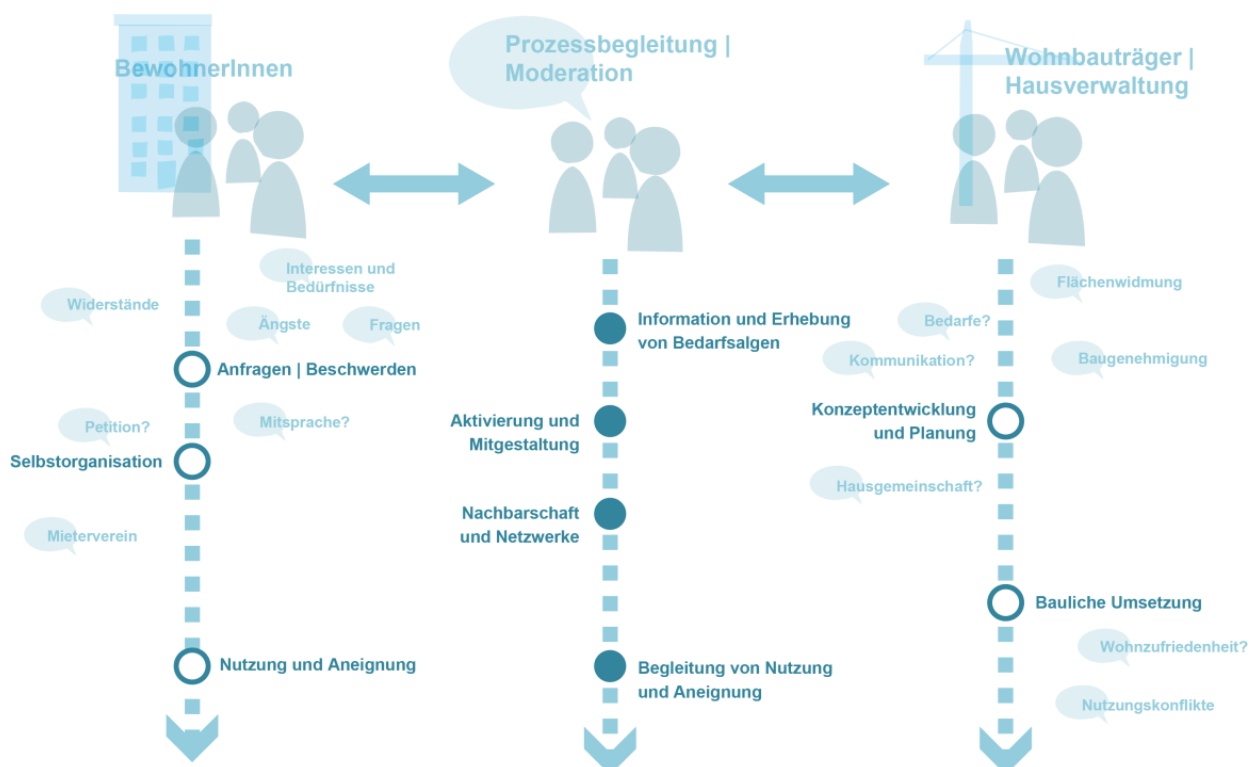 BewohnerInnen
Prozessbegleitung |
Moderation
Wohnbauträger |
Hausverwaltung
Interessen und
Bedürfnisse
Widerstände
Ängste
Fragen
Anfragen | Beschwerden
Petition?
Mitsprache?
Selbstorganisation
Mieterverein
Nutzung und Aneignung
Information und Erhebung
von Bedarfsalgen
Aktivierung und
Mitgestaltung
Nachbarschaft
und Netzwerke
Begleitung von Nutzung
und Aneignung
Flächenwidmung
Bedarfe?
Kommunikation?
Baugenehmigung
Konzeptentwicklung
und Planung
Hausgemeinschaft?
Bauliche Umsetzung
Wohnzufriedenheit?
Nutzungskonflikte